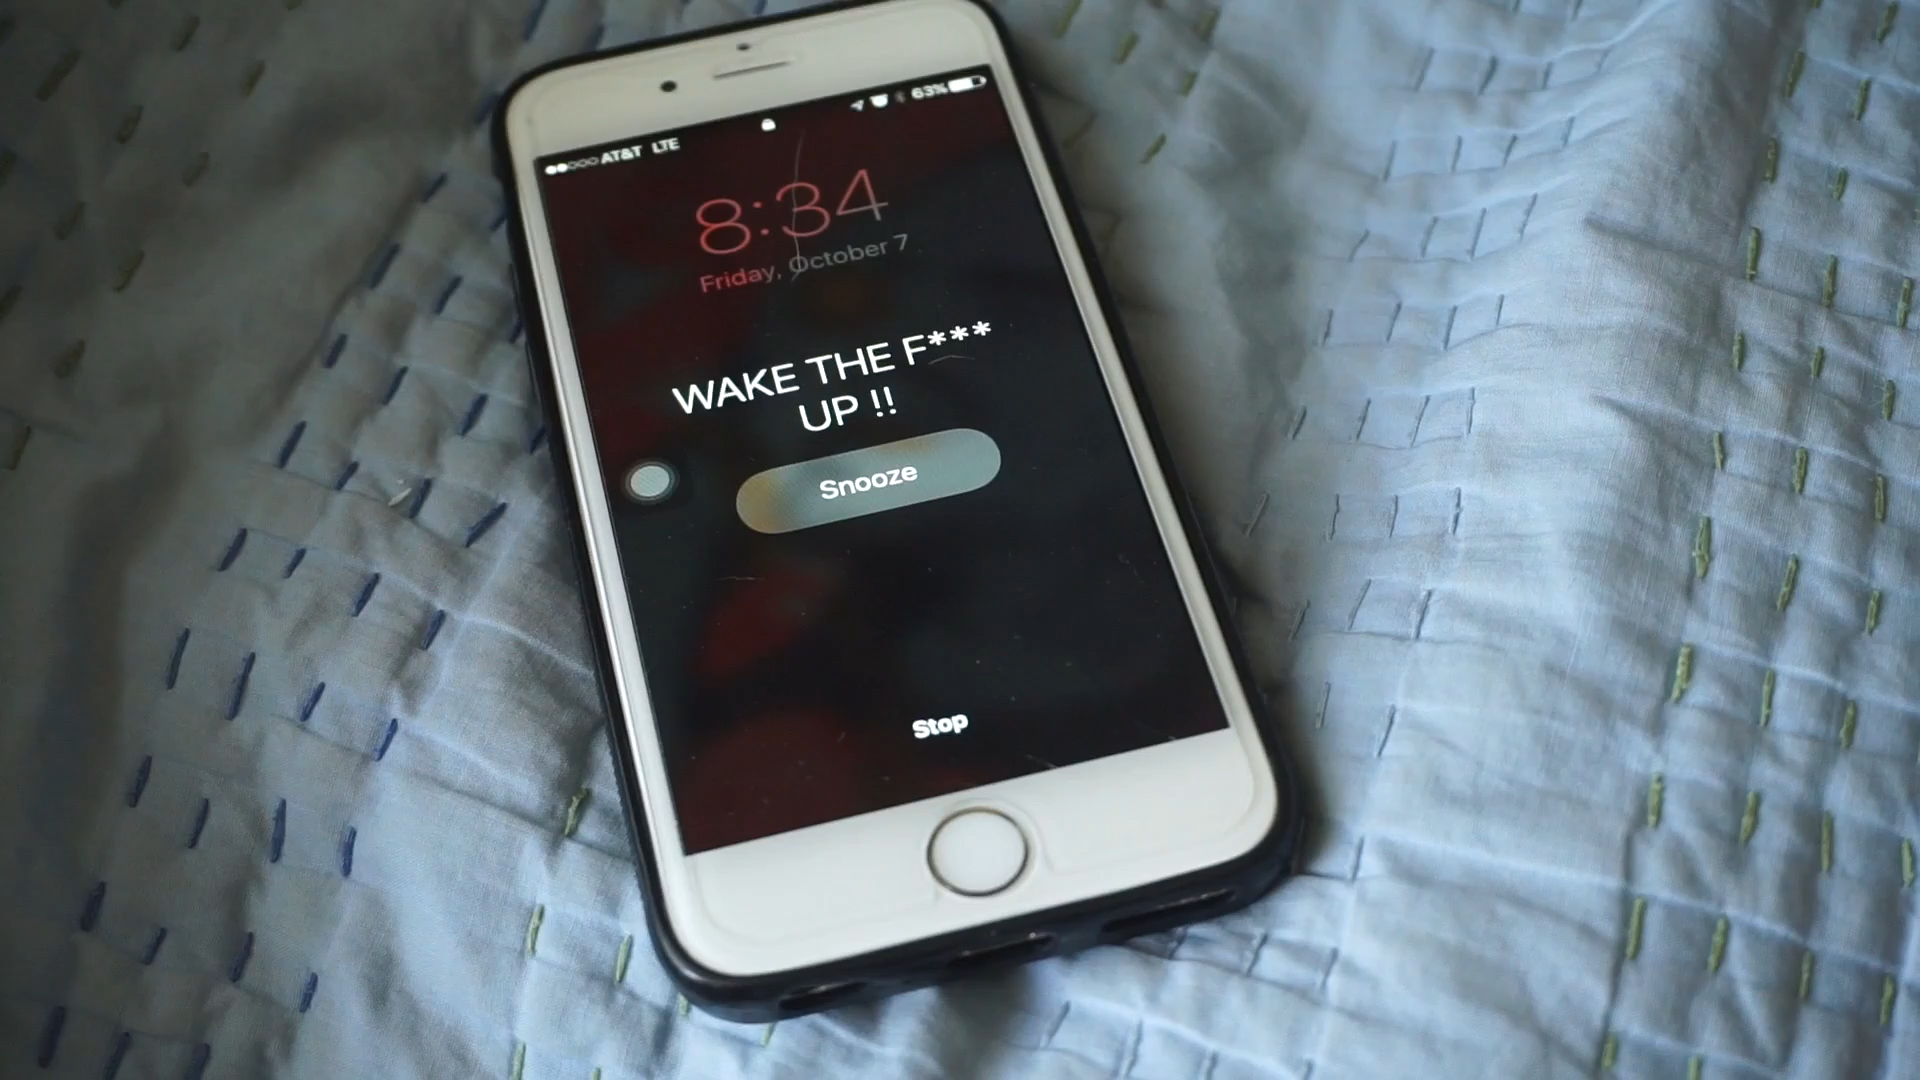 AT&T LTE 63%
8:34
Friday, October 7
WAKE THE F***
UP !!
Snooze
Stop